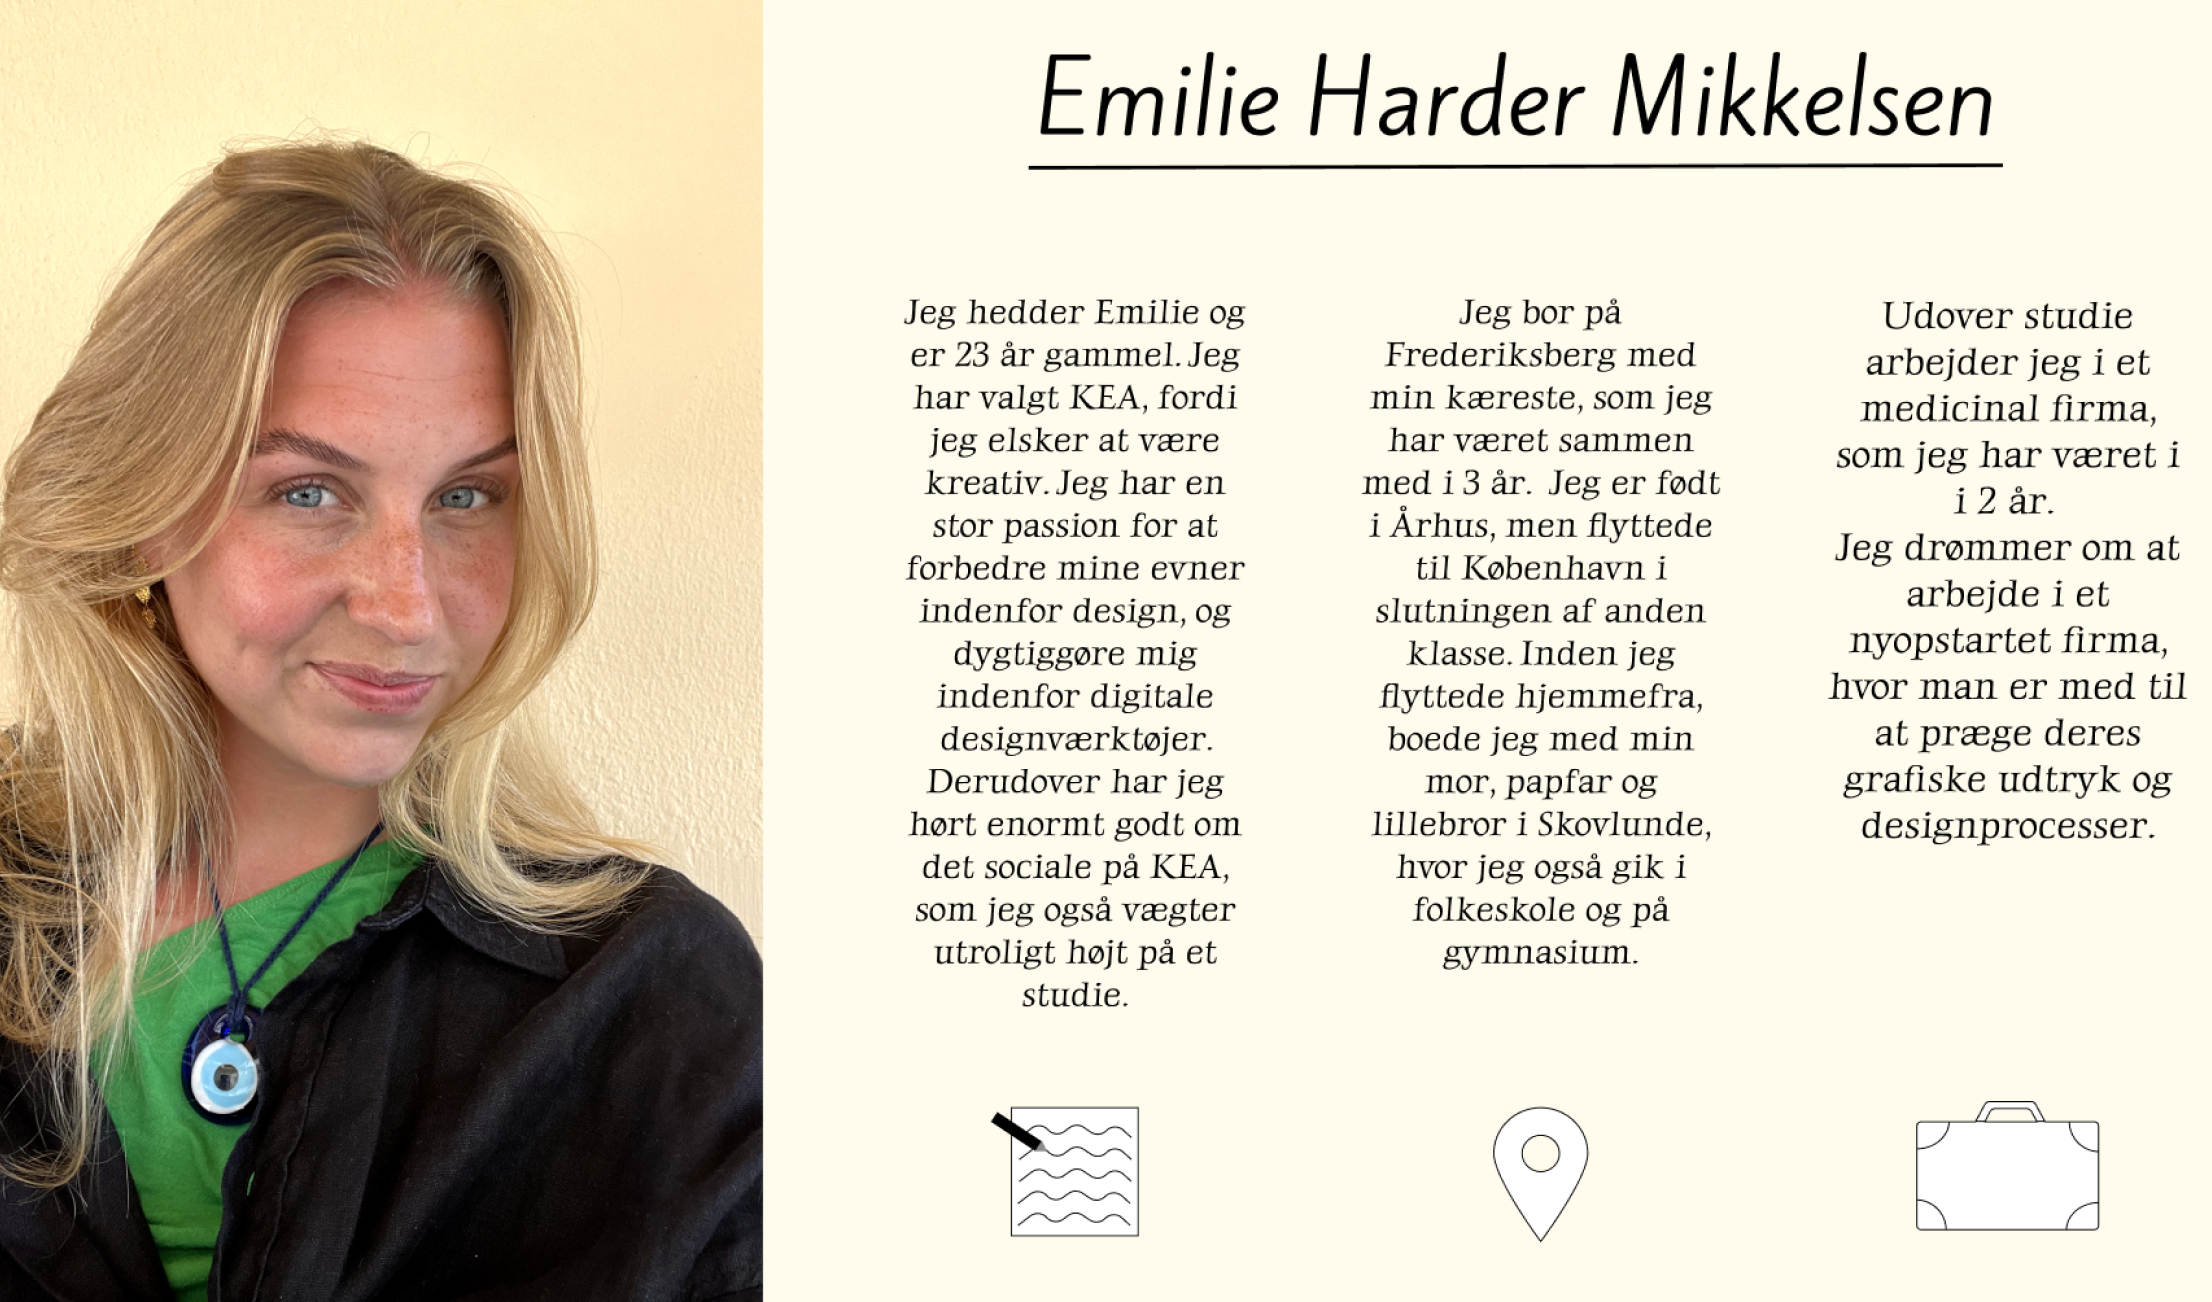 Emilie Harder Mikkelsen
Jeg hedder Emilie og
er 23 år gammel. Jeg
har valgt KEA, fordi
jeg elsker at være
kreativ. Jeg har en
stor passion for at
forbedre mine evner
indenfor design, og
dygtiggøre mig
indenfor digitale
designværktøjer.
Derudover har jeg
hørt enormt godt om
det sociale på KEA,
som jeg også vægter
utroligt højt på et
studie.
Jeg bor på
Frederiksberg med
min kæreste, som jeg
har været sammen
med i 3 år. Jeg er født
i Århus, men flyttede
til København i
slutningen af anden
klasse. Inden jeg
flyttede hjemmefra,
boede jeg med min
mor, papfar og
lillebror i Skovlunde,
hvor jeg også gik i
folkeskole og på
gymnasium.
Udover studie
arbejder jeg i et
medicinal firma,
som jeg har været i
i 2 år.
Jeg drømmer om at
arbejde i et
nyopstartet firma,
hvor man er med til
at præge deres
grafiske udtryk og
designprocesser.